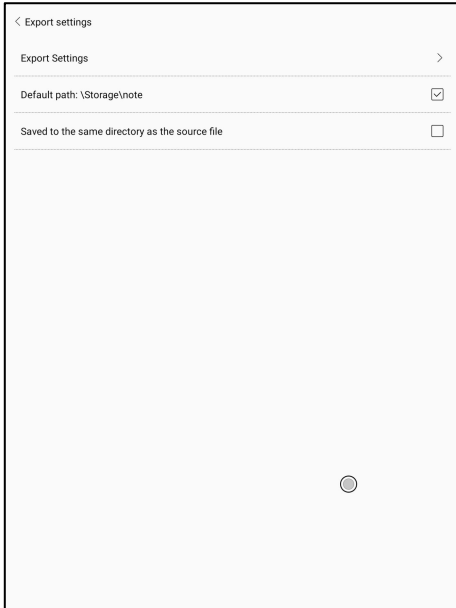 Export settings
Export Settings
Default path: \Storage\note
Saved to the same directory as the source file